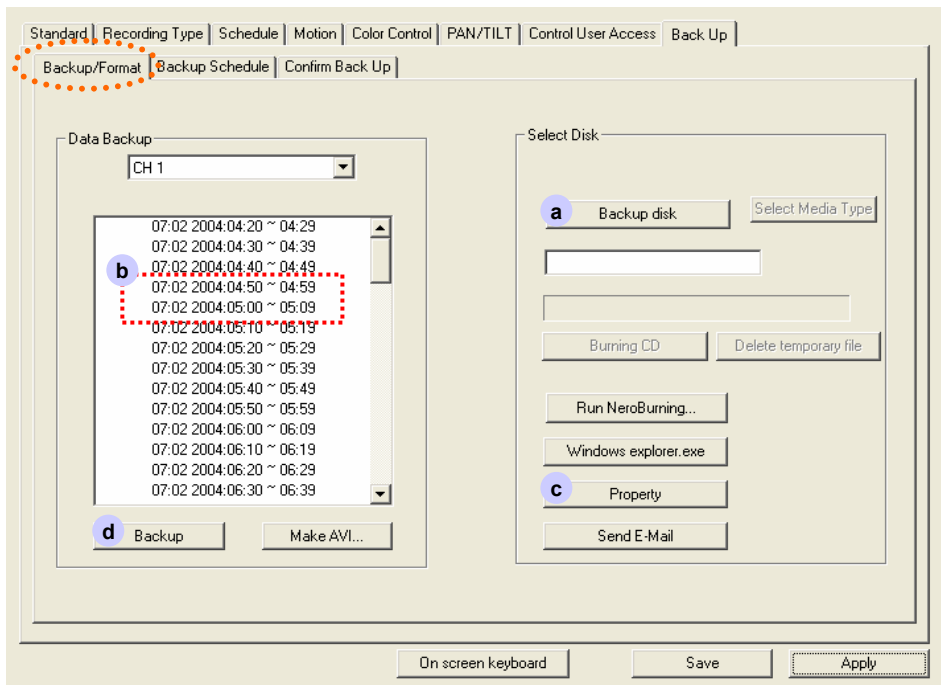 Standard Recording Type Schedule Motion Color Control PAN/TILT Control User Access Back Up
Backup/Format Backup Schedule Confirm Back Up
Data Backup
CH 1
07:02 2004:04:20 ~ 04:29
07:02 2004:04:30 ~ 04:39
07:02 2004:04:40 ~ 04:49
b
07:02 2004:04:50 ~ 04:59
07:02 2004:05:00 ~ 05:09
07:02 2004:05:10 ~ 05:19
07:02 2004:05:20 ~ 05:29
07:02 2004:05:30 ~ 05:39
07:02 2004:05:40 ~ 05:49
07:02 2004:05:50 ~ 05:59
07:02 2004:06:00 ~ 06:09
07:02 2004:06:10 ~ 06:19
07:02 2004:06:20 ~ 06:29
07:02 2004:06:30 ~ 06:39
d Backup Make AVI...
Select Disk
a Backup disk Select Media Type
Burning CD Delete temporary file
Run NeroBurning...
Windows explorer.exe
c Property
Send E-Mail
On screen keyboard Save Apply